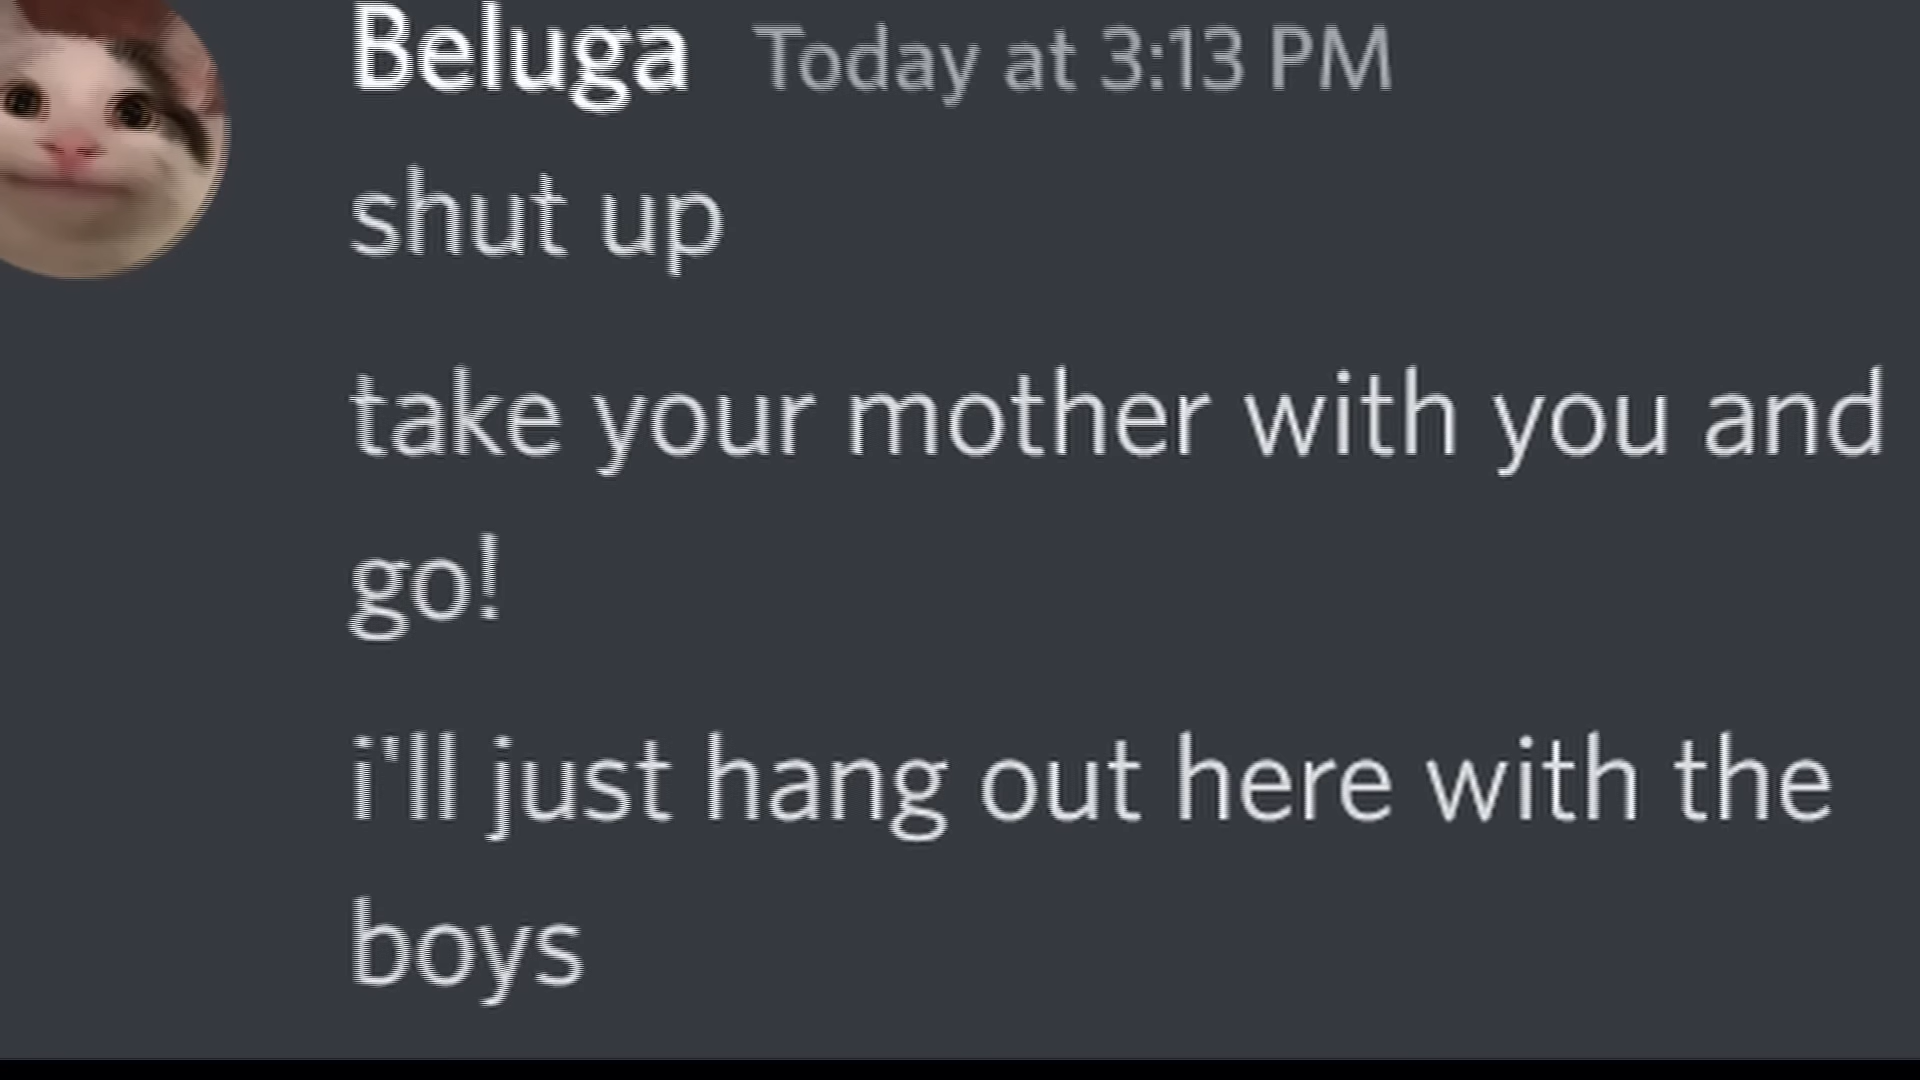 Beluga Today at 3:13 PM
shut up
take your mother with you and
go!
i'll just hang out here with the
boys